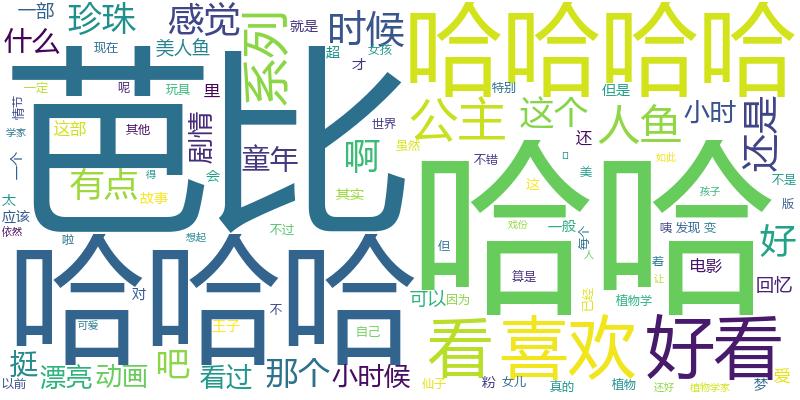 一部
珍珠
感觉
系列
就是
时候
哈哈哈哈
什么
现在
美人鱼
超
女孩
才
特别
但是
情节
一定
呢
玩具
里
芭比
世界
公主
这个
人鱼
小时
还是
学家
这部
其他
剧情
童年
啊
虽然
还
不错
如此
一个
有点
故事
会
得
其实
哈哈
这
美
孩子
不是
太
版
应该
依然
啦
想起
不过
戏份
一般
每个
咦
发现
变
好
哈哈哈
但
人
对
不
算是
着
让
电影
回忆
可爱
王子
自己
可以
因为
已经
植物学
挺
吧
看
喜欢
好看
以前
漂亮
动画
看过
那个
小时候
仙子
粉
女儿
真的
植物
还好
植物学家
梦
爱